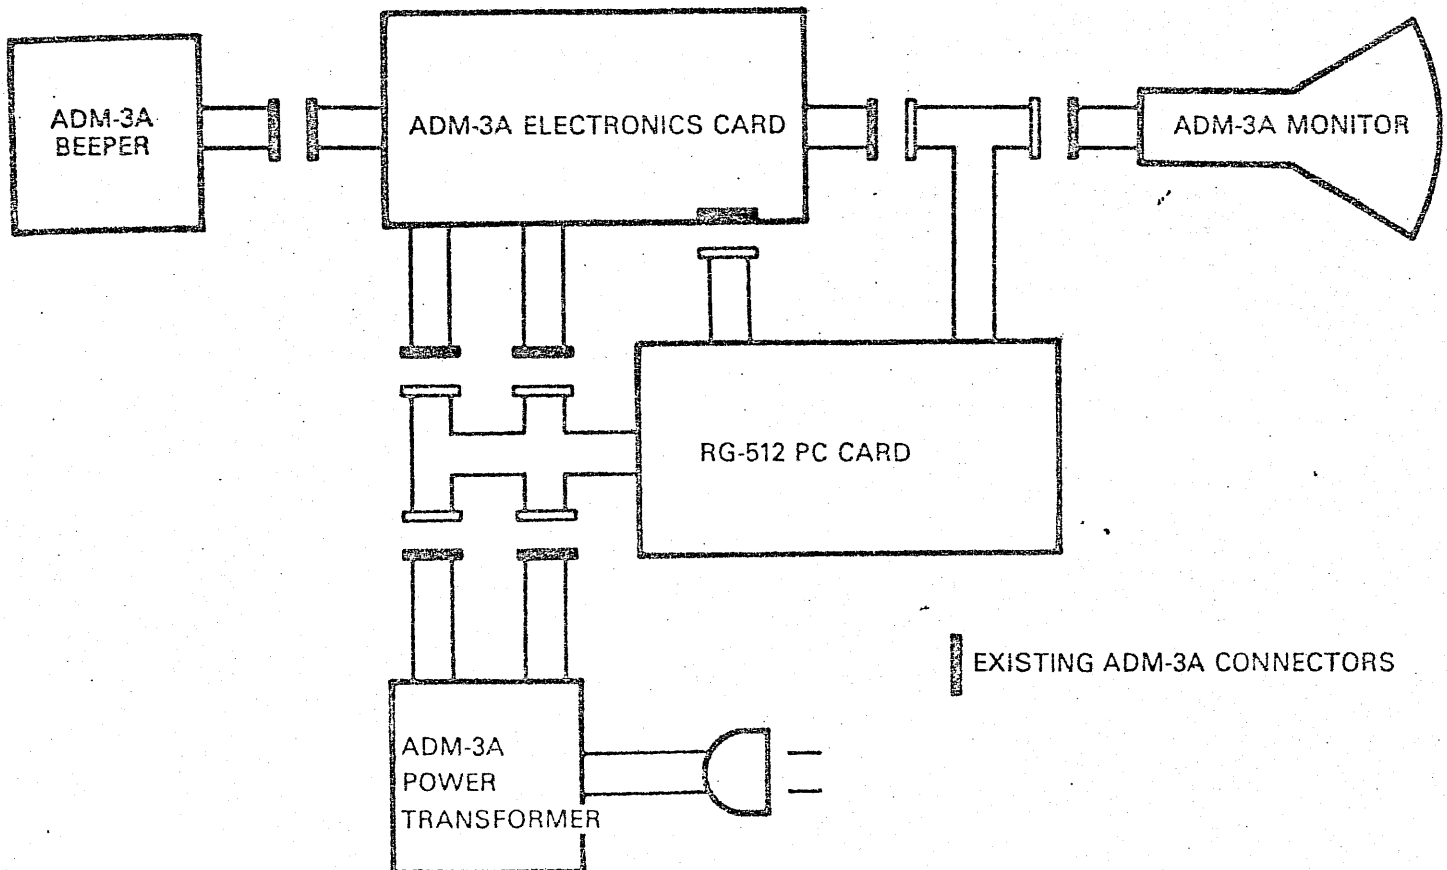 ADM-3A
BEEPER
ADM-3A ELECTRONICS CARD
ADM-3A MONITOR
RG-512 PC CARD
EXISTING ADM-3A CONNECTORS
ADM-3A
POWER
TRANSFORMER